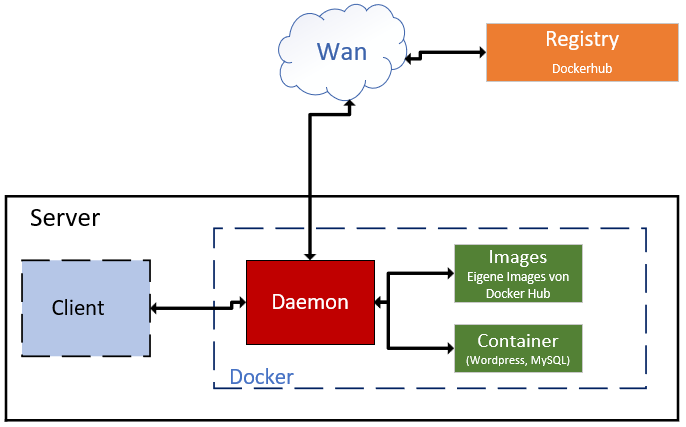 Wan
Registry
Dockerhub
Server
Client
Daemon
Images
Eigene Images von
Docker Hub
Container
(Wordpress, MySQL)
Docker